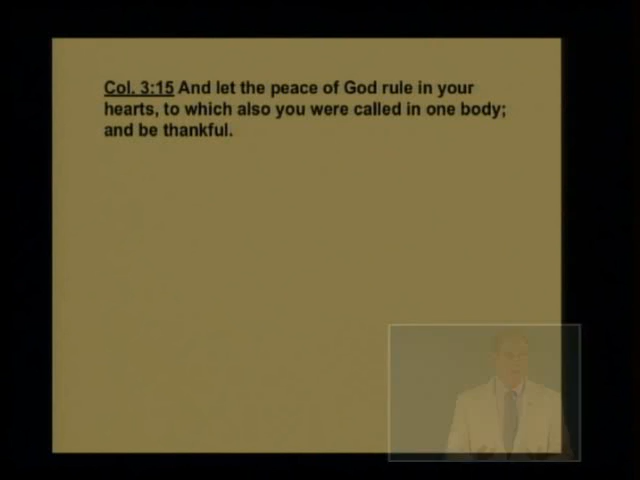 Col. 3:15 And let the peace of God rule in your
hearts, to which also you were called in one body;
and be thankful.